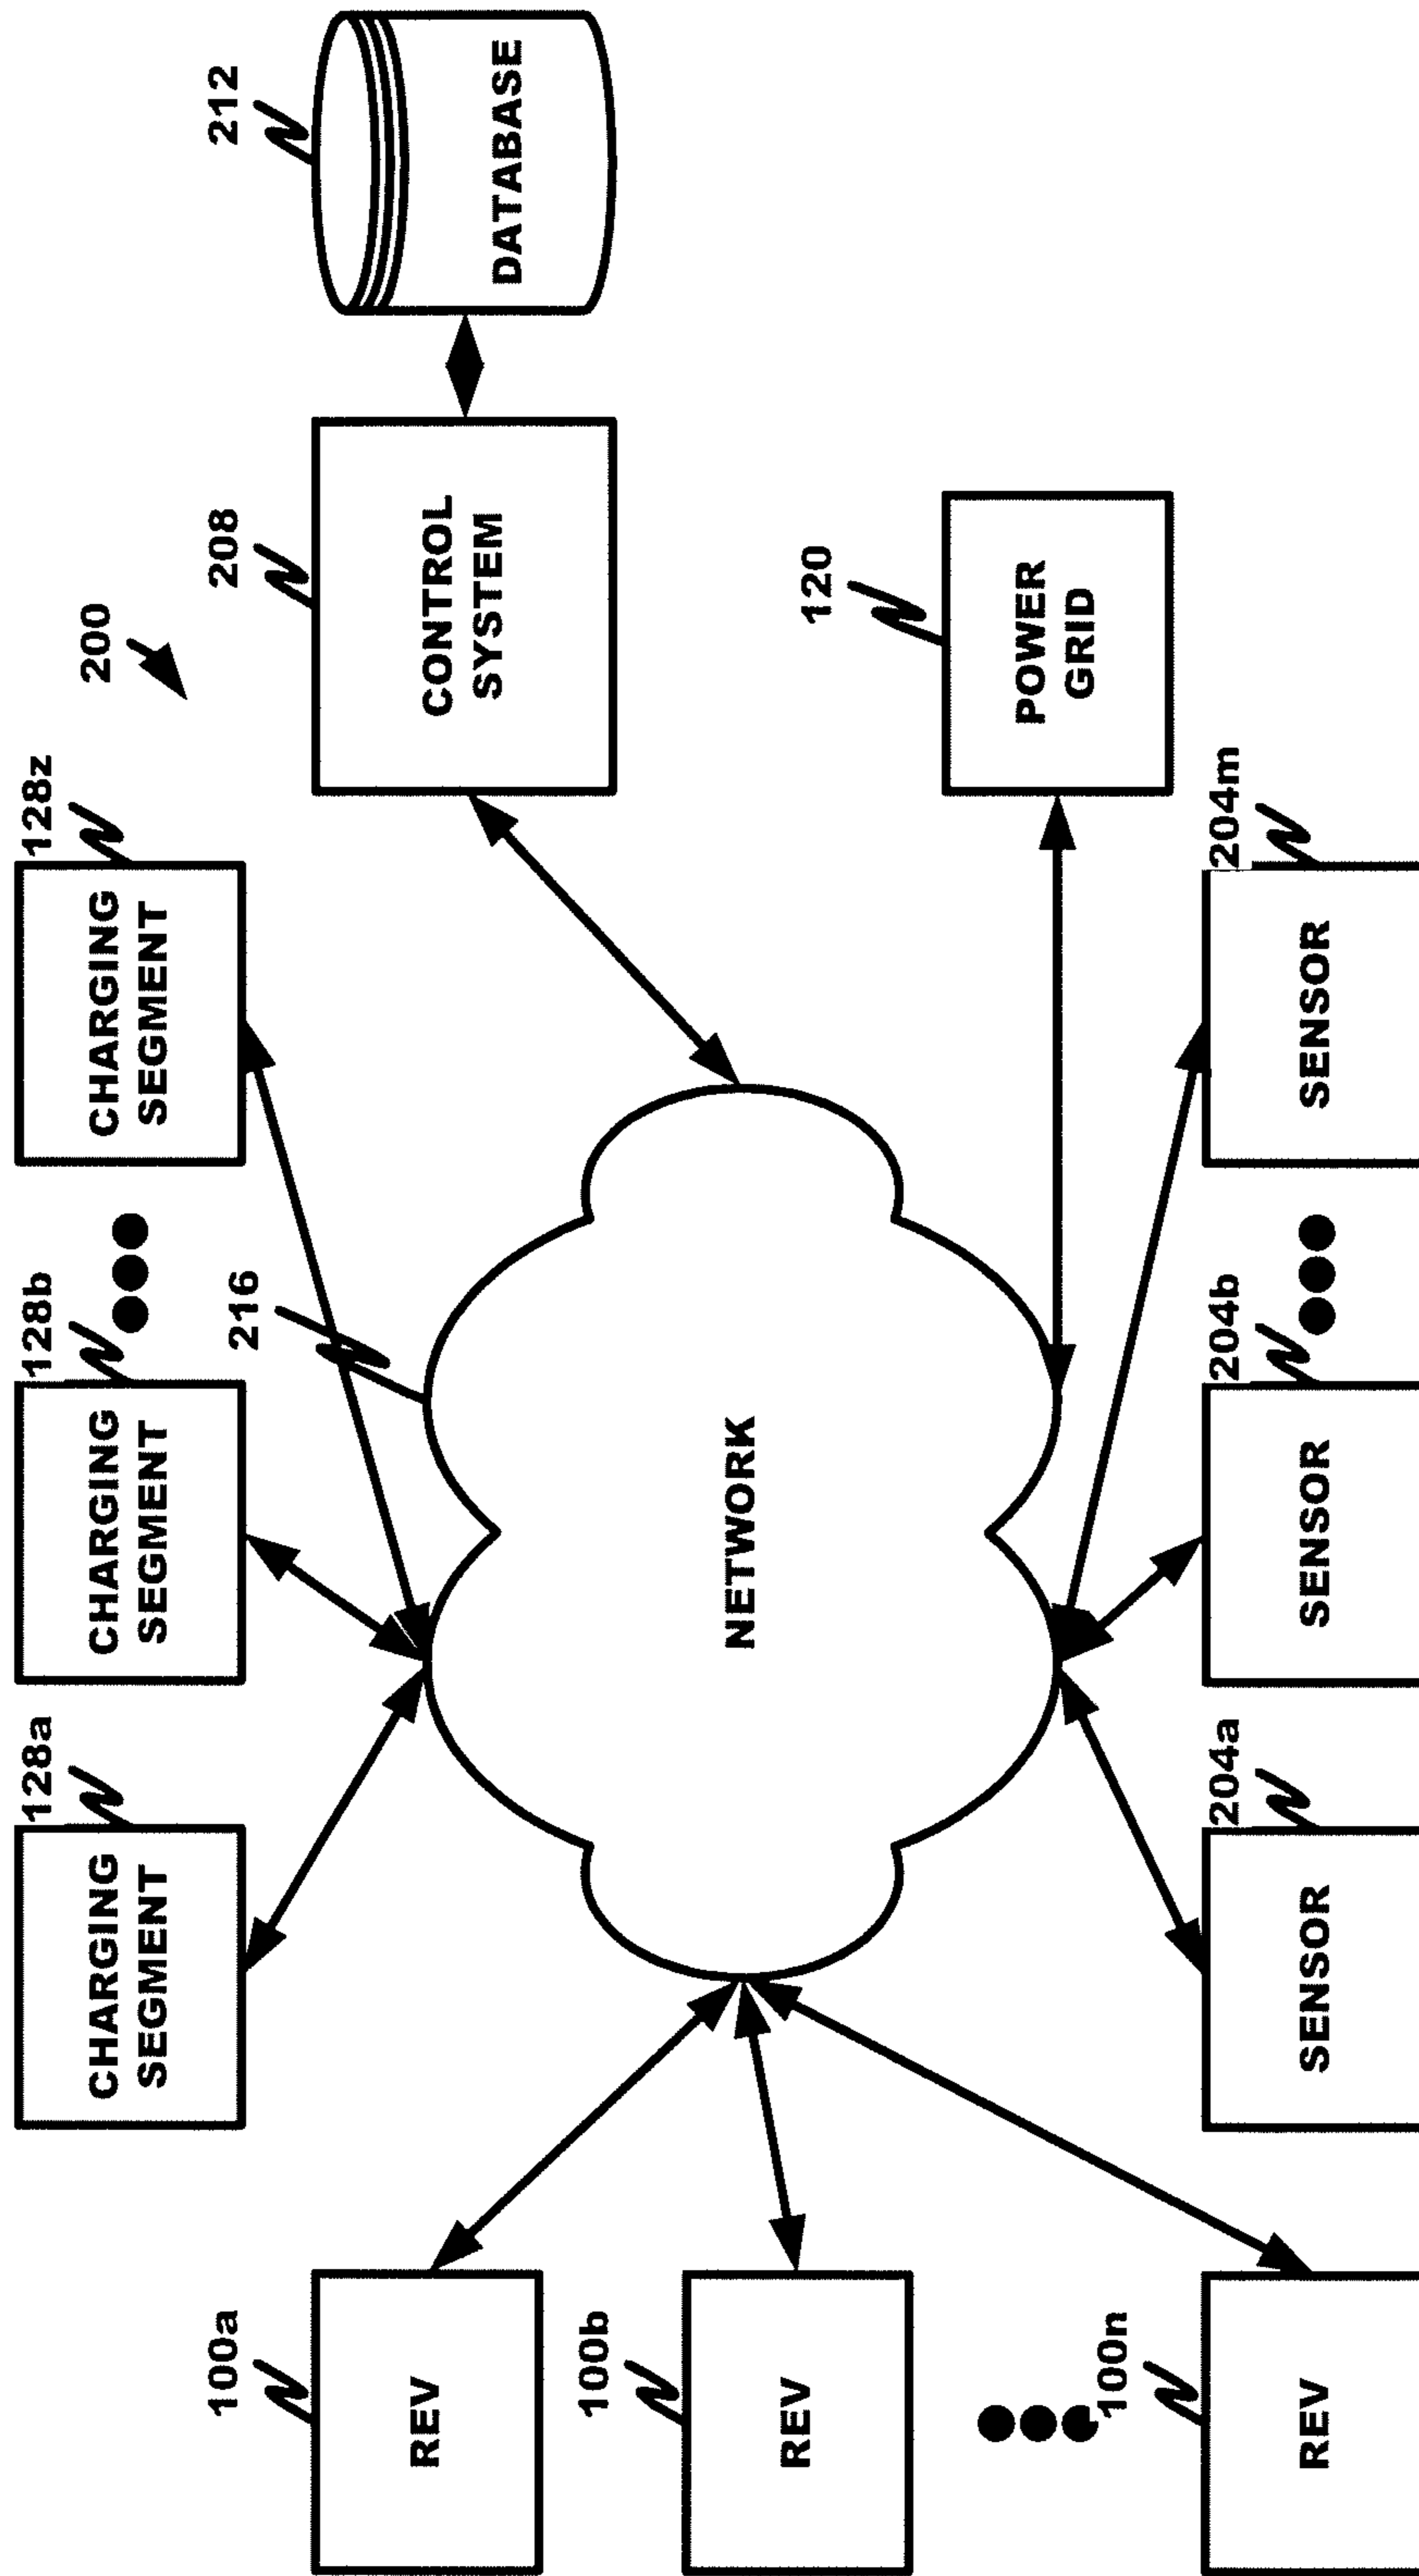 128a
128b
128z
CHARGING
SEGMENT
CHARGING
SEGMENT
CHARGING
SEGMENT
200
100a
REV
216
208
CONTROL
SYSTEM
212
DATABASE
100b
REV
NETWORK
120
POWER
GRID
100n
REV
204a
SENSOR
204b
SENSOR
204m
SENSOR